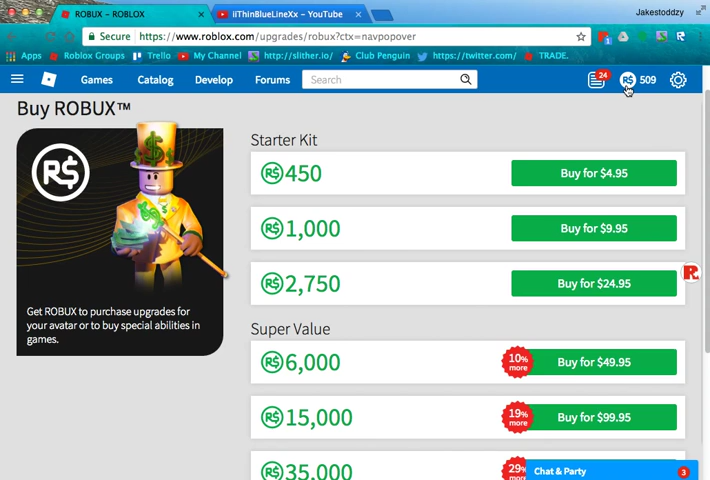 ROBUX - ROBLOX
iiThinBlueLineXx - YouTube
Jakestoddzy
Secure
https://www.roblox.com/upgrades/robux?ctx=navpopover
Apps
Roblox Groups
Trello
My Channel
http://slither.io/
Club Penguin
https://twitter.com/
TRADE.
Games
Catalog
Develop
Forums
Search
24
R$
509
Buy ROBUX™
R$
Get ROBUX to purchase upgrades for
your avatar or to buy special abilities in
games.
Starter Kit
R$ 450
Buy for $4.95
R$ 1,000
Buy for $9.95
R$ 2,750
Buy for $24.95
R
Super Value
R$ 6,000
10%
more
Buy for $49.95
R$ 15,000
19%
more
Buy for $99.95
R$ 35,000
29%
Chat & Party
3